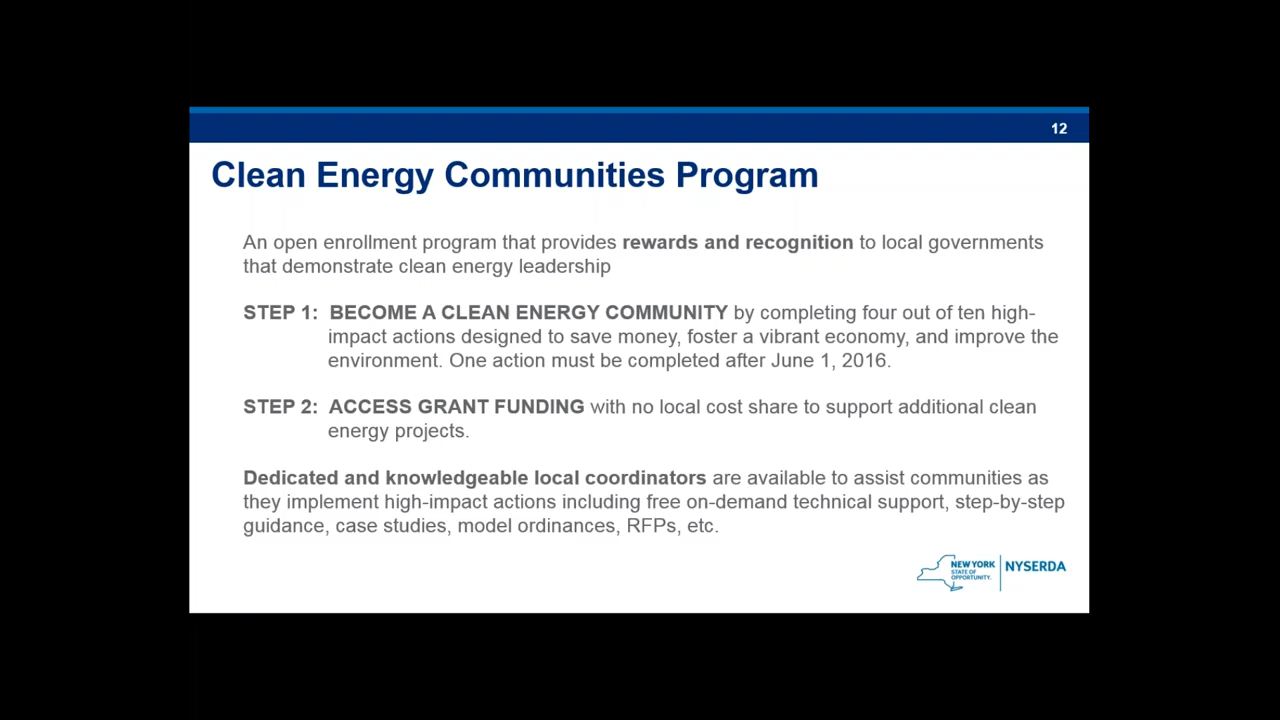 12
Clean Energy Communities Program
An open enrollment program that provides rewards and recognition to local governments
that demonstrate clean energy leadership
STEP 1: BECOME A CLEAN ENERGY COMMUNITY by completing four out of ten high-
impact actions designed to save money, foster a vibrant economy, and improve the
environment. One action must be completed after June 1, 2016.
STEP 2: ACCESS GRANT FUNDING with no local cost share to support additional clean
energy projects.
Dedicated and knowledgeable local coordinators are available to assist communities as
they implement high-impact actions including free on-demand technical support, step-by-step
guidance, case studies, model ordinances, RFPs, etc.
NEW YORK
STATE OF
OPPORTUNITY.
NYSERDA